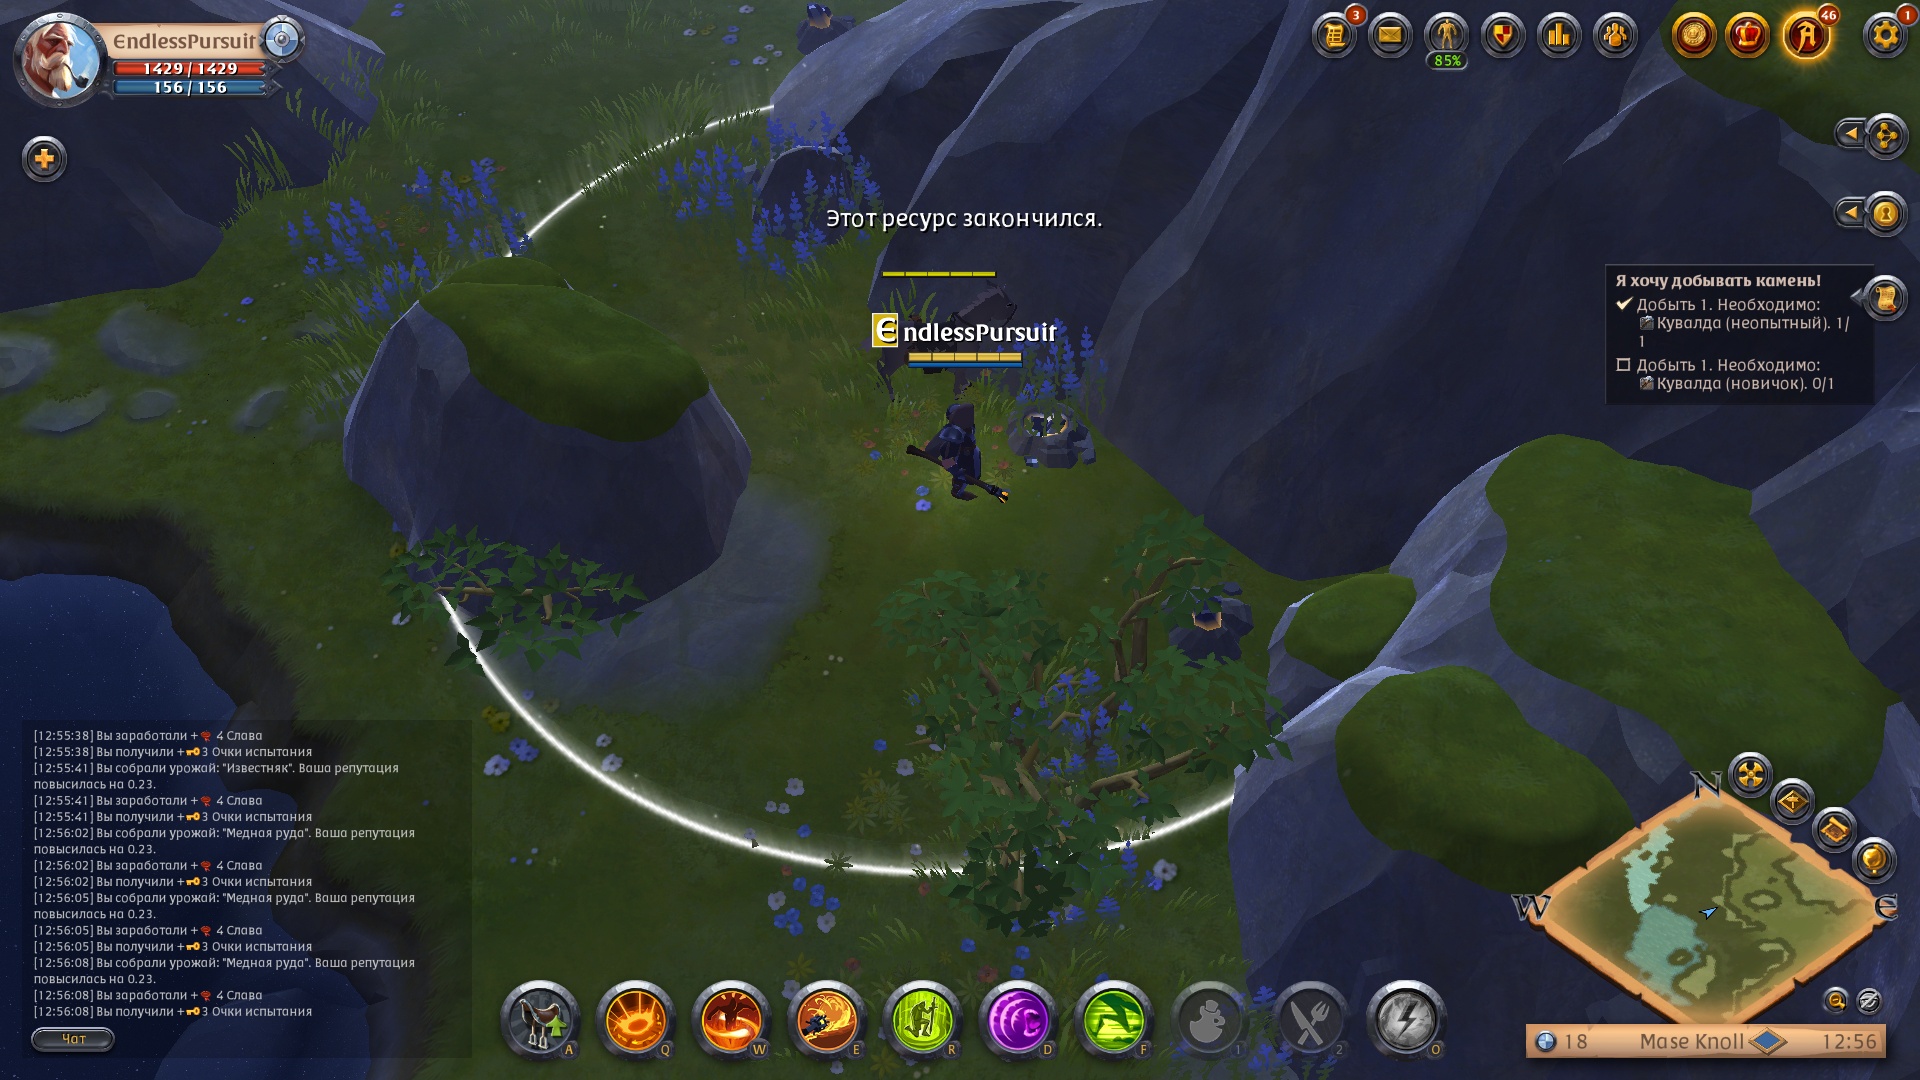 EndlessPursuit
1429 / 1429
156 / 156
3
85%
46
1
Этот ресурс закончился.
EndlessPursuit
Я хочу добывать камень!
Добыть 1. Необходимо:
Кувалда (неопытный). 1/
1
Добыть 1. Необходимо:
Кувалда (новичок). 0/1
[12:55:38] Вы заработали + 4 Слава
[12:55:38] Вы получили + 3 Очки испытания
[12:55:41] Вы собрали урожай: "Известняк". Ваша репутация
повысилась на 0.23.
[12:55:41] Вы заработали + 4 Слава
[12:55:41] Вы получили + 3 Очки испытания
[12:56:02] Вы собрали урожай: "Медная руда". Ваша репутация
повысилась на 0.23.
[12:56:02] Вы заработали + 4 Слава
[12:56:02] Вы получили + 3 Очки испытания
[12:56:05] Вы собрали урожай: "Медная руда". Ваша репутация
повысилась на 0.23.
[12:56:05] Вы заработали + 4 Слава
[12:56:05] Вы получили + 3 Очки испытания
[12:56:08] Вы собрали урожай: "Медная руда". Ваша репутация
повысилась на 0.23.
[12:56:08] Вы заработали + 4 Слава
[12:56:08] Вы получили + 3 Очки испытания
Чат
A Q W E R D F 1 2 O
N
W E
18 Mase Knoll 12:56